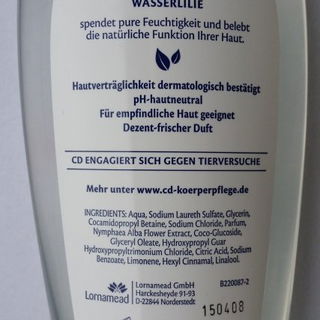 WASSERLILIE
spendet pure Feuchtigkeit und belebt
die natürliche Funktion Ihrer Haut.
Hautverträglichkeit dermatologisch bestätigt
pH-hautneutral
Für empfindliche Haut geeignet
Dezent-frischer Duft
CD ENGAGIERT SICH GEGEN TIERVERSUCHE
Mehr unter www.cd-koerperpflege.de
INGREDIENTS: Aqua, Sodium Laureth Sulfate, Glycerin,
Cocamidopropyl Betaine, Sodium Chloride, Parfum,
Nymphaea Alba Flower Extract, Coco-Glucoside,
Glyceryl Oleate, Hydroxypropyl Guar
Hydroxypropyltrimonium Chloride, Citric Acid, Sodium
Benzoate, Limonene, Hexyl Cinnamal, Linalool.
Lornamead GmbH
Harckesheyde 91-93
D-22844 Norderstedt
Lornamead
B220087-2
150408